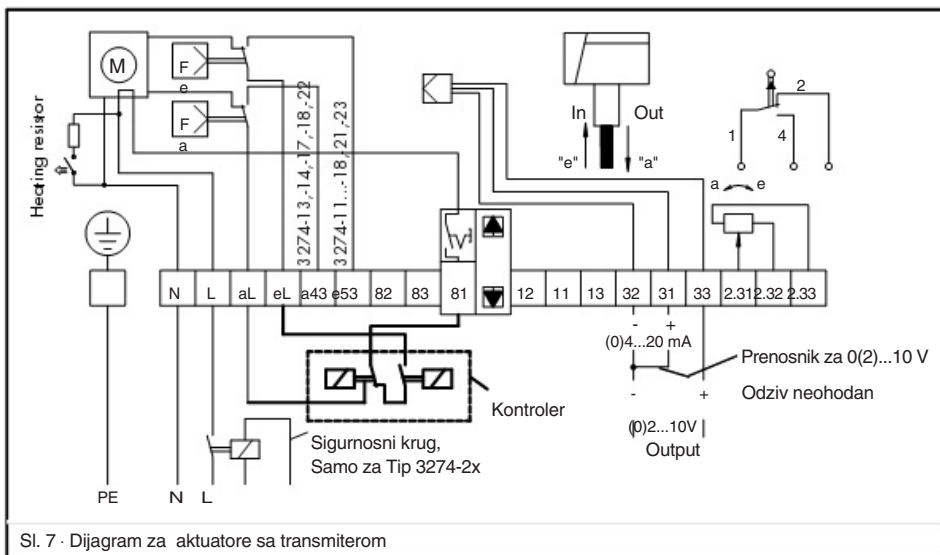 M
F
e
F
a
Heating resistor
3274-13,-14,-17,-18,-22
3274-11...-18,-21,-23
In
Out
"e"
"a"
2
1
4
a
e
N
L
aL
eL
a43
e53
82
83
81
12
11
13
32
31
33
2.31
2.32
2.33
- +
(0)4...20 mA
Prenosnik za 0(2)...10 V
- +
Odziv neohodan
(0)2...10V
Output
Kontroler
Sigurnosni krug,
Samo za Tip 3274-2x
PE
N
L
Sl. 7 · Dijagram za aktuatore sa transmiterom